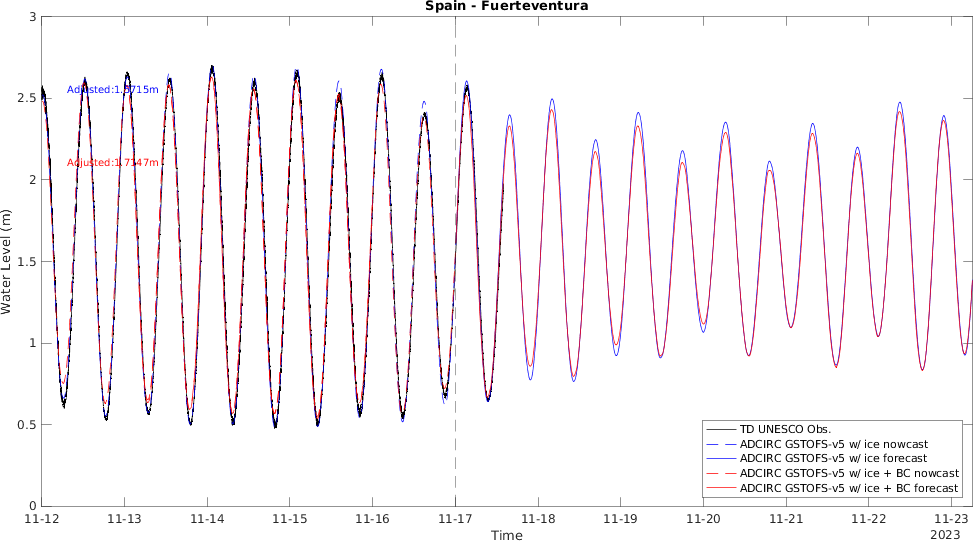 Spain - Fuerteventura
3
2.5
2
1.5
1
0.5
0
Water Level (m)
Adjusted:1.5715m
Adjusted:1.7147m
TD UNESCO Obs.
ADCIRC GSTOFS-v5 w/ ice nowcast
ADCIRC GSTOFS-v5 w/ ice forecast
ADCIRC GSTOFS-v5 w/ ice + BC nowcast
ADCIRC GSTOFS-v5 w/ ice + BC forecast
11-12 11-13 11-14 11-15 11-16 11-17 11-18 11-19 11-20 11-21 11-22 11-23
2023
Time